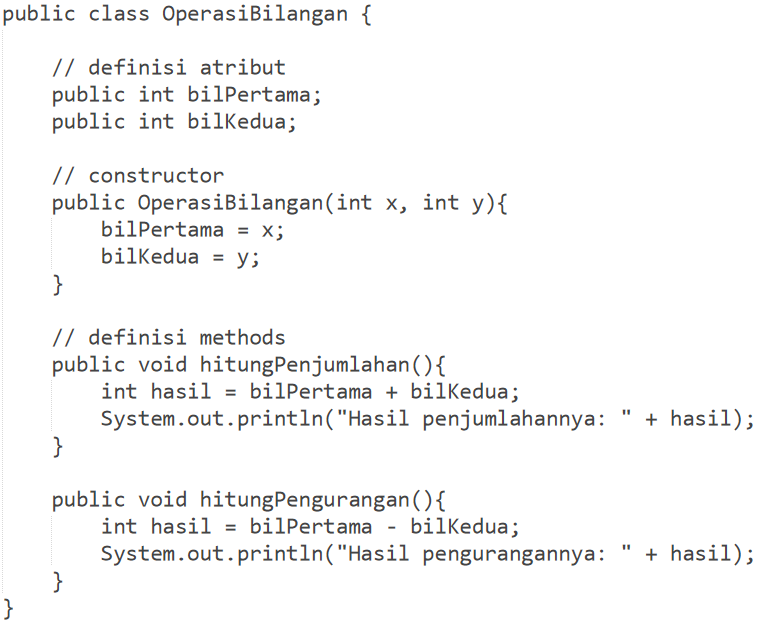 public class OperasiBilangan {
// definisi atribut
public int bilPertama;
public int bilKedua;
// constructor
public OperasiBilangan(int x, int y){
bilPertama = x;
bilKedua = y;
}
// definisi methods
public void hitungPenjumlahan(){
int hasil = bilPertama + bilKedua;
System.out.println("Hasil penjumlahannya: " + hasil);
}
public void hitungPengurangan(){
int hasil = bilPertama - bilKedua;
System.out.println("Hasil pengurangannya: " + hasil);
}
}